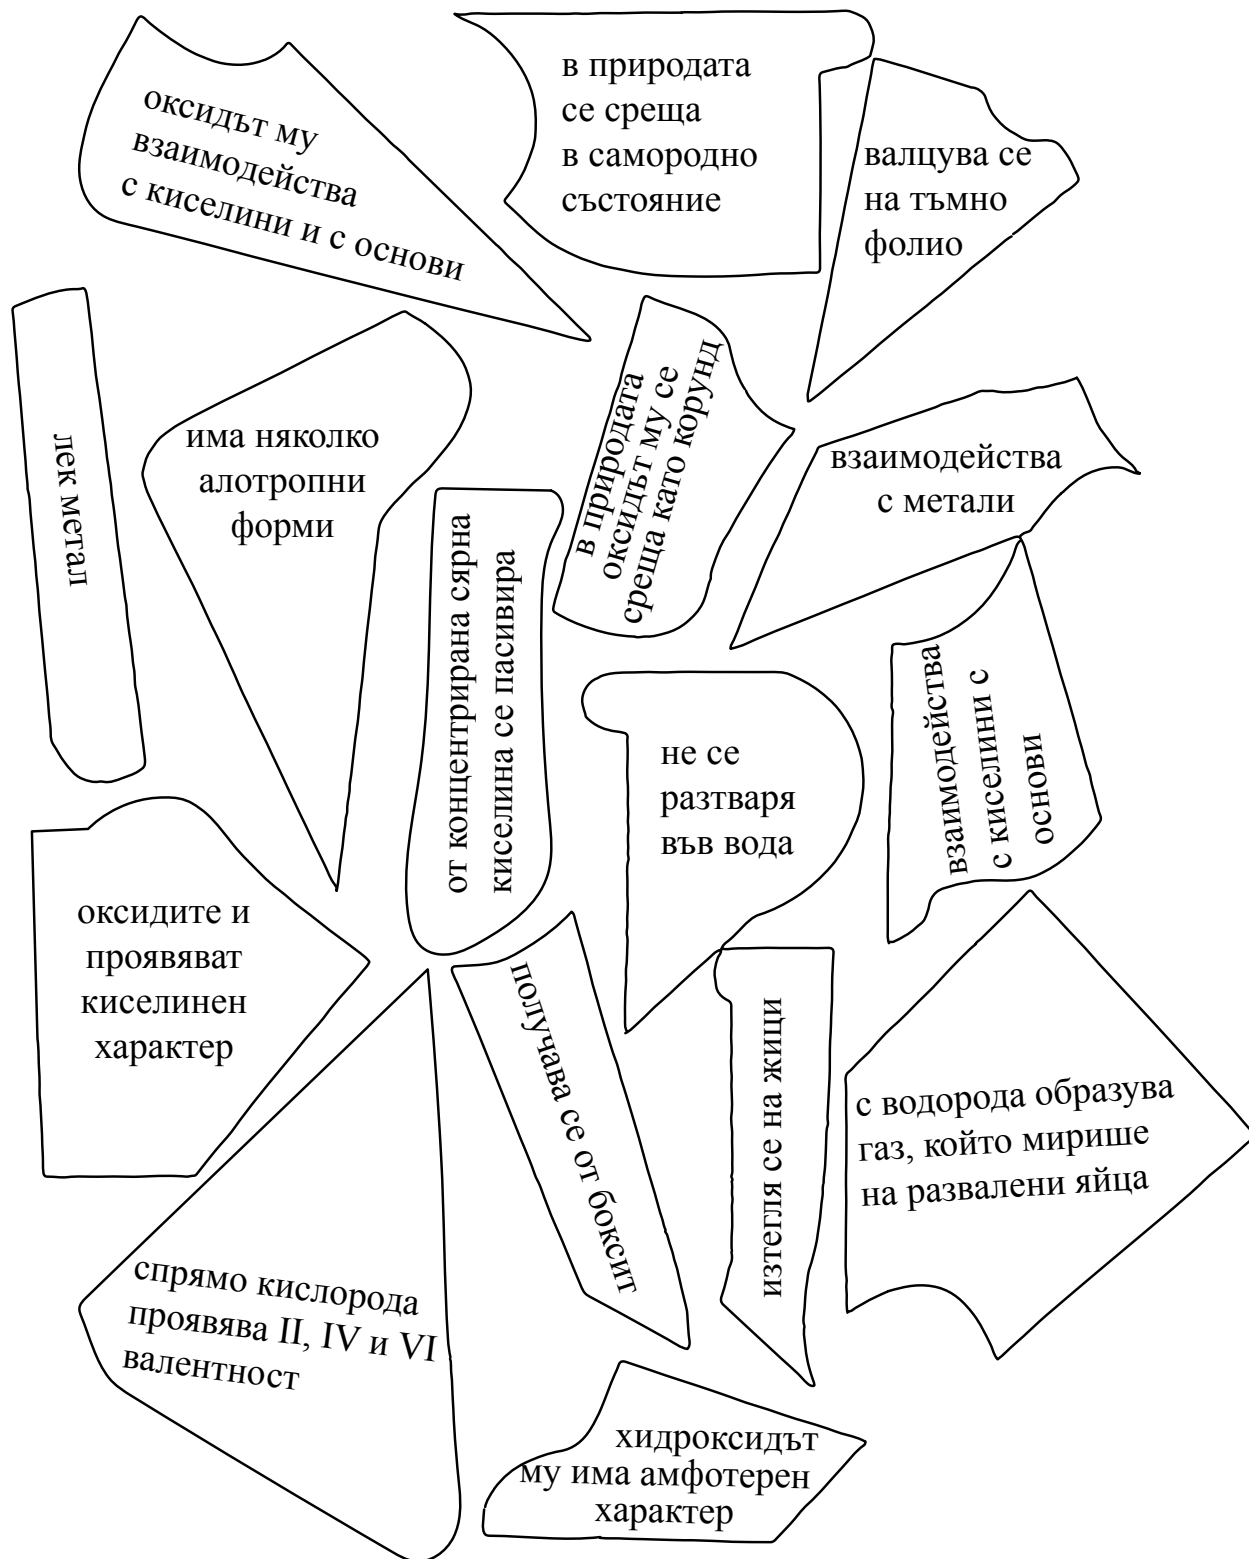 оксидът му
взаимодейства
с киселини и с основи
в природата
се среща
в самородно
състояние
валцува се
на тъмно
фолио
лек метал
има няколко
алотропни
форми
в природата
оксидът му се
среща като корунд
взаимодейства
с метали
от концентрирана сярна
киселина се пасивира
не се
разтваря
във вода
взаимодейства
с киселини с
основи
оксидите и
проявяват
киселинен
характер
получава се от боксит
изтегля се на жици
с водорода образува
газ, който мирише
на развалени яйца
спрямо кислорода
проявява II, IV и VI
валентност
хидроксидът
му има амфотерен
характер